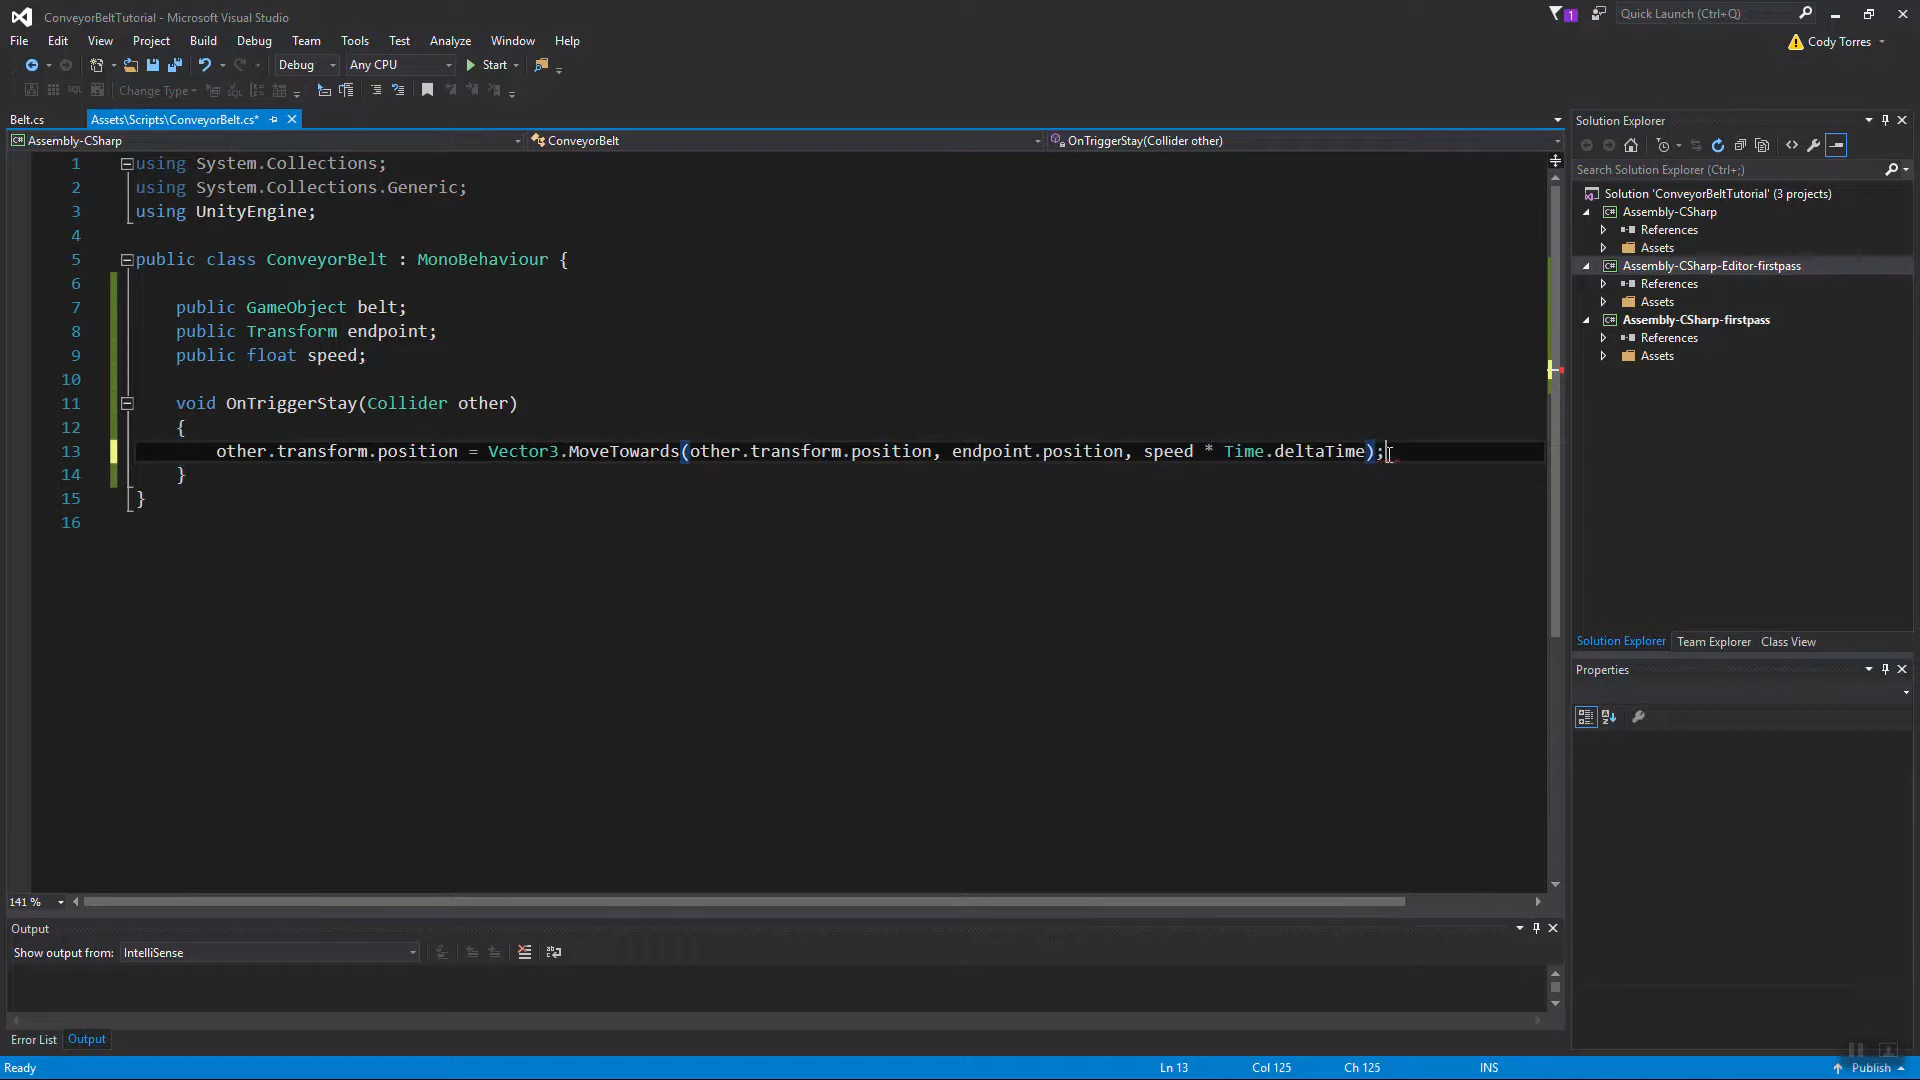 ConveyorBeltTutorial - Microsoft Visual Studio
1
Quick Launch (Ctrl+Q)
File Edit View Project Build Debug Team Tools Test Analyze Window Help
Cody Torres
Debug Any CPU Start
Change Type
Belt.cs Assets\Scripts\ConveyorBelt.cs*
Assembly-CSharp ConveyorBelt OnTriggerStay(Collider other)
1 using System.Collections;
2 using System.Collections.Generic;
3 using UnityEngine;
4
5 public class ConveyorBelt : MonoBehaviour {
6
7 public GameObject belt;
8 public Transform endpoint;
9 public float speed;
10
11 void OnTriggerStay(Collider other)
12 {
13 other.transform.position = Vector3.MoveTowards(other.transform.position, endpoint.position, speed * Time.deltaTime);
14 }
15 }
16
141 %
Output
Show output from: IntelliSense
Error List Output
Solution Explorer
Search Solution Explorer (Ctrl+;)
Solution 'ConveyorBeltTutorial' (3 projects)
Assembly-CSharp
References
Assets
Assembly-CSharp-Editor-firstpass
References
Assets
Assembly-CSharp-firstpass
References
Assets
Solution Explorer Team Explorer Class View
Properties
Ready Ln 13 Col 125 Ch 125 INS Publish